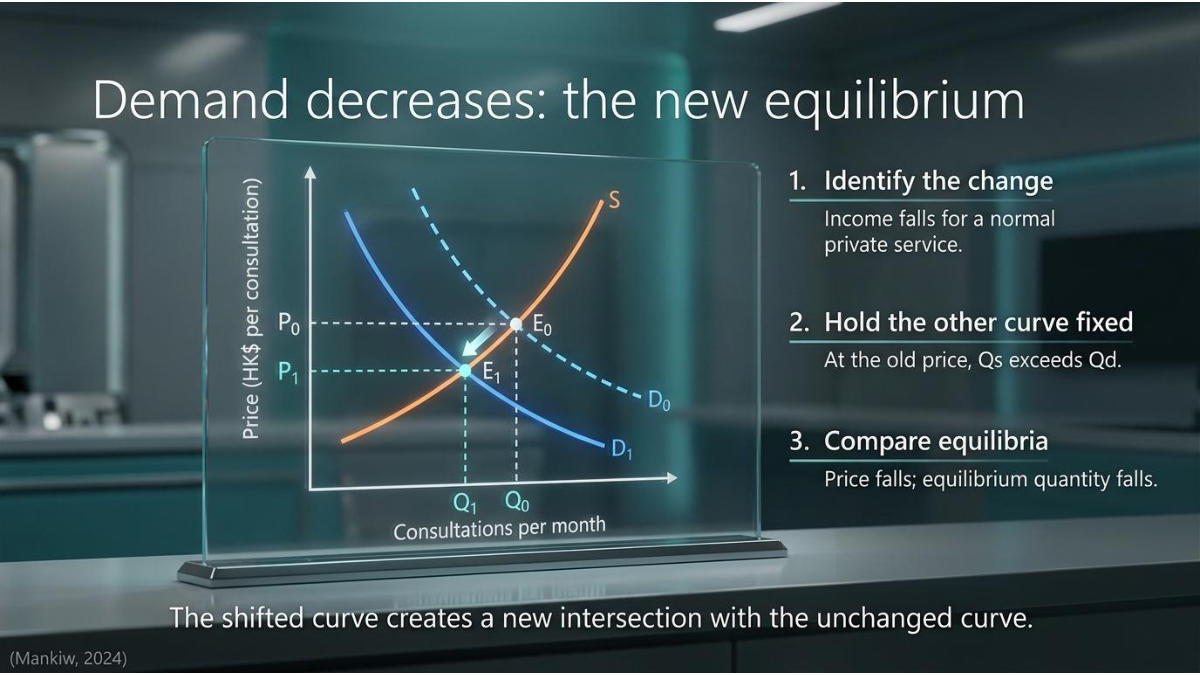 Demand decreases: the new equilibrium
Price (HK$ per consultation)
S
P₀
E₀
P₁
E₁
D₀
D₁
Q₁ Q₀
Consultations per month
1. Identify the change
Income falls for a normal
private service.
2. Hold the other curve fixed
At the old price, Qs exceeds Qd.
3. Compare equilibria
Price falls; equilibrium quantity falls.
The shifted curve creates a new intersection with the unchanged curve.
(Mankiw, 2024)